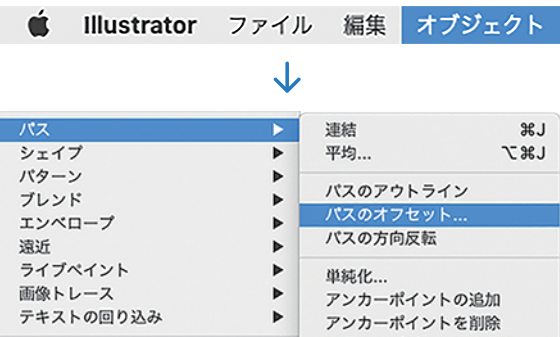 Illustrator ファイル 編集 オブジェクト
パス
シェイプ
パターン
ブレンド
エンベロープ
遠近
ライブペイント
画像トレース
テキストの回り込み
連結 ⌘J
平均... ⌥⌘J
パスのアウトライン
パスのオフセット...
パスの方向反転
単純化...
アンカーポイントの追加
アンカーポイントを削除